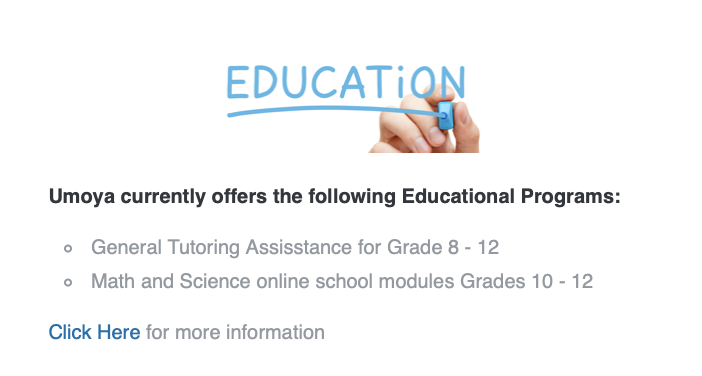 EDUCATiON
Umoya currently offers the following Educational Programs:
General Tutoring Assisstance for Grade 8 - 12
Math and Science online school modules Grades 10 - 12
Click Here for more information